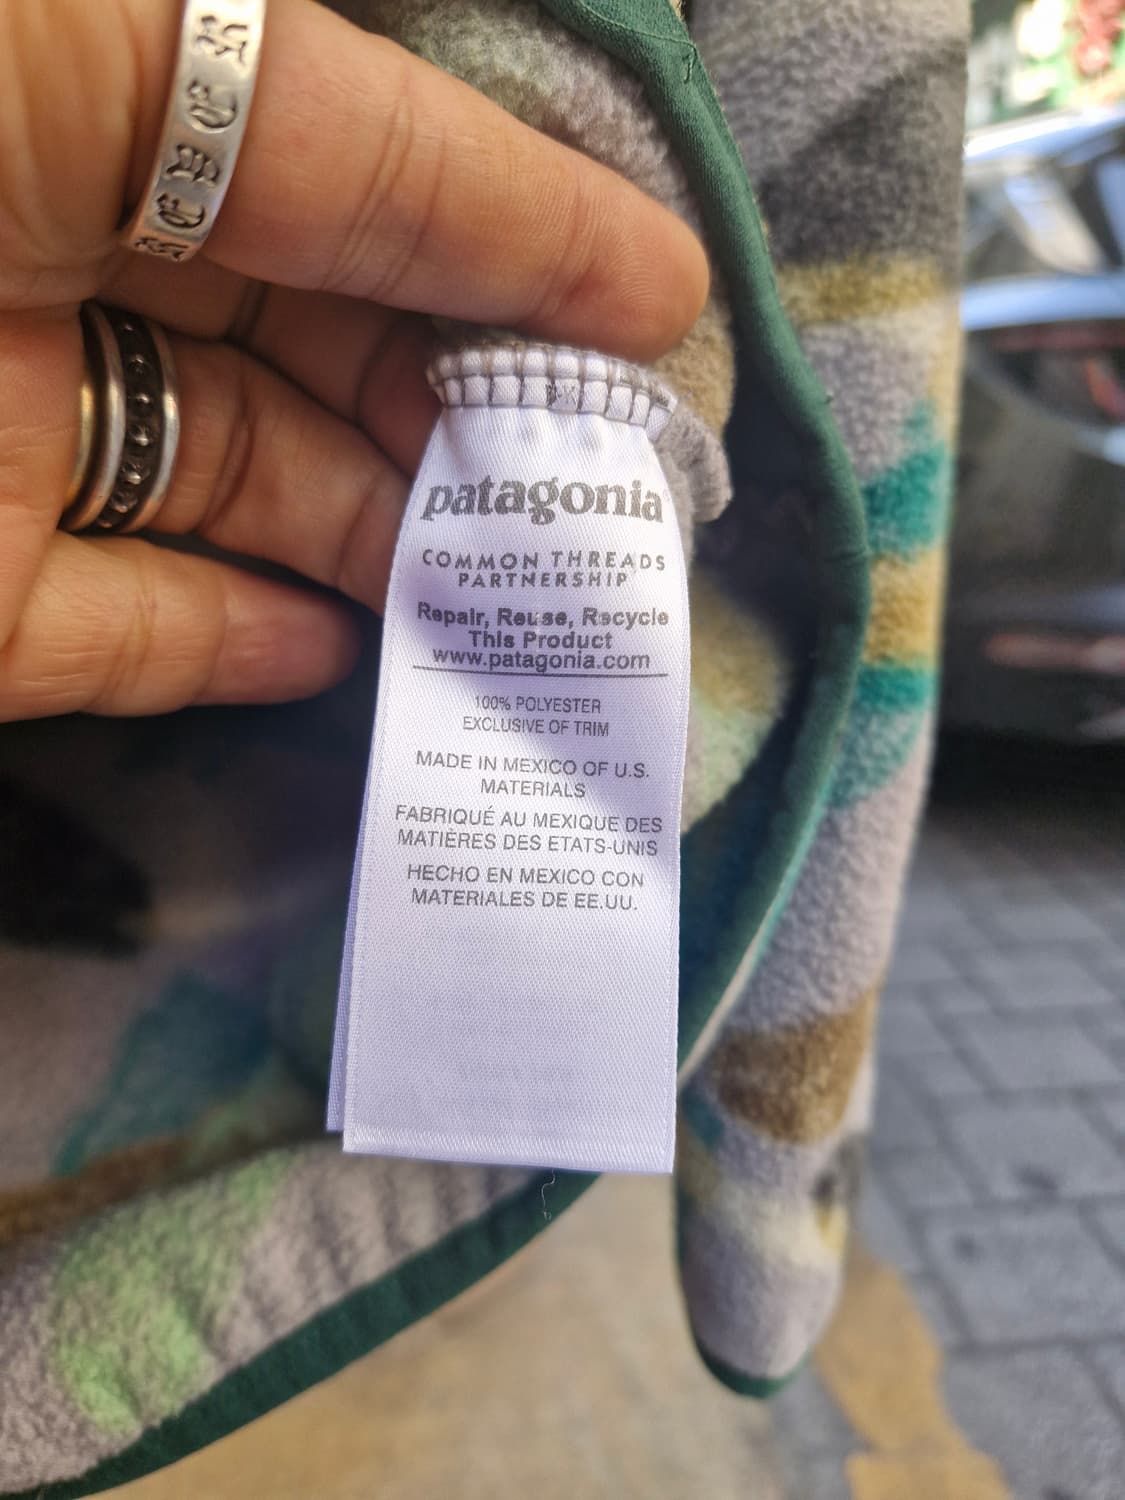 patagonia
COMMON THREADS
PARTNERSHIP
Repair, Reuse, Recycle
This Product
www.patagonia.com
100% POLYESTER
EXCLUSIVE OF TRIM
MADE IN MEXICO OF U.S.
MATERIALS
FABRIQUÉ AU MEXIQUE DES
MATIÈRES DES ETATS-UNIS
HECHO EN MEXICO CON
MATERIALES DE EE.UU.